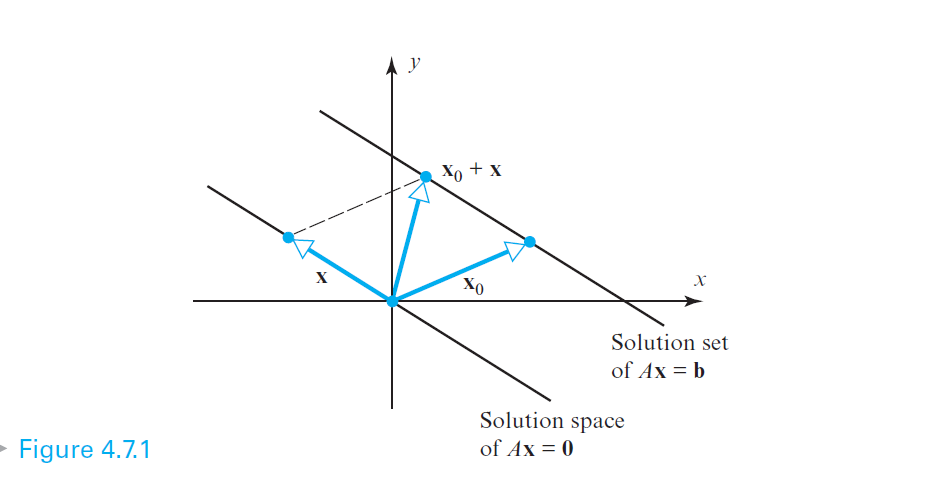 y
x₀ + x
x
x₀
x
Solution set
of Ax = b
Solution space
of Ax = 0
Figure 4.7.1